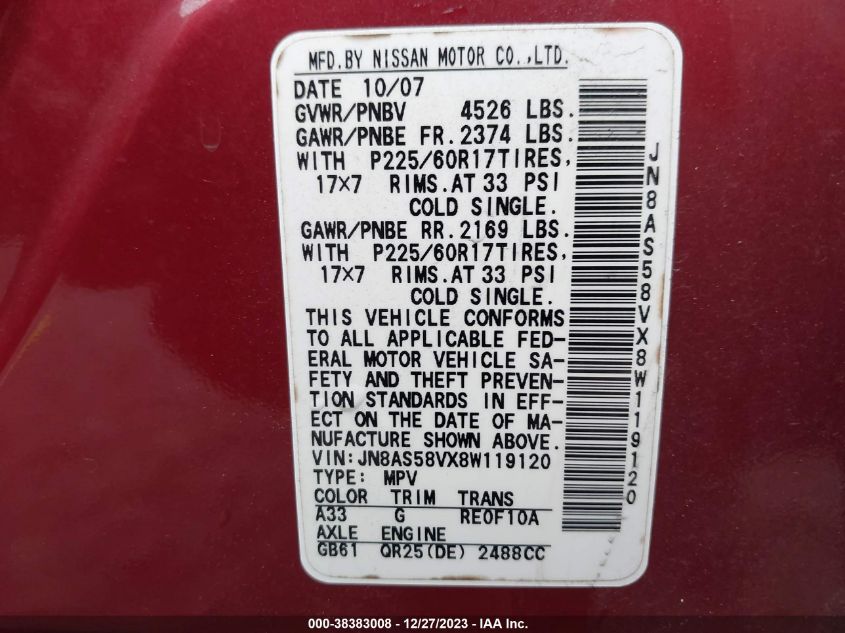 MFD.BY NISSAN MOTOR CO.,LTD.
DATE 10/07
GVWR/PNBV 4526 LBS.
GAWR/PNBE FR.2374 LBS.
WITH P225/60R17TIRES,
17X7 RIMS.AT 33 PSI
COLD SINGLE.
GAWR/PNBE RR.2169 LBS.
WITH P225/60R17TIRES,
17X7 RIMS.AT 33 PSI
COLD SINGLE.
THIS VEHICLE CONFORMS
TO ALL APPLICABLE FED-
ERAL MOTOR VEHICLE SA-
FETY AND THEFT PREVEN-
TION STANDARDS IN EFF-
ECT ON THE DATE OF MA-
NUFACTURE SHOWN ABOVE.
VIN:JN8AS58VX8W119120
TYPE: MPV
COLOR TRIM TRANS
A33 G RE0F10A
AXLE ENGINE
GB61 QR25(DE) 2488CC
JN8AS58VX8W119120
000-38383008 - 12/27/2023 - IAA Inc.